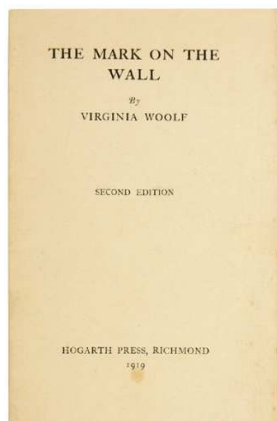 THE MARK ON THE
WALL
By
VIRGINIA WOOLF
SECOND EDITION
HOGARTH PRESS, RICHMOND
1919